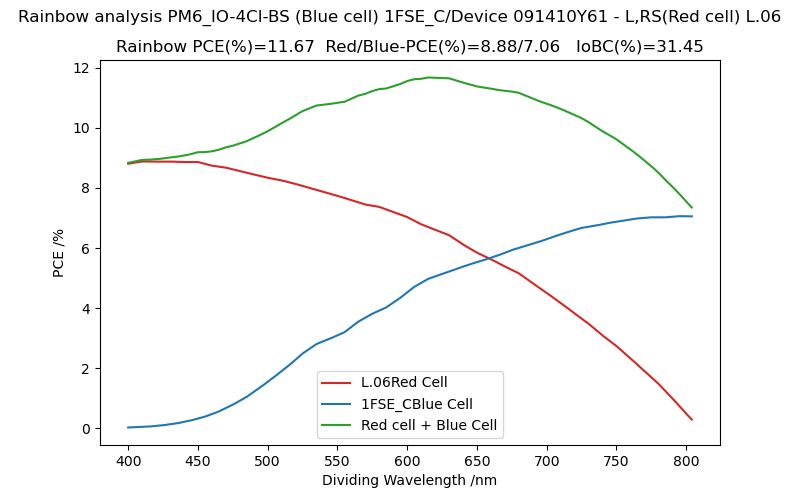 Rainbow analysis PM6_IO-4Cl-BS (Blue cell) 1FSE_C/Device 091410Y61 - L,RS(Red cell) L.06
Rainbow PCE(%)=11.67  Red/Blue-PCE(%)=8.88/7.06   IoBC(%)=31.45
12
10
8
6
4
2
0
PCE /%
L.06Red Cell
1FSE_CBlue Cell
Red cell + Blue Cell
400 450 500 550 600 650 700 750 800
Dividing Wavelength /nm